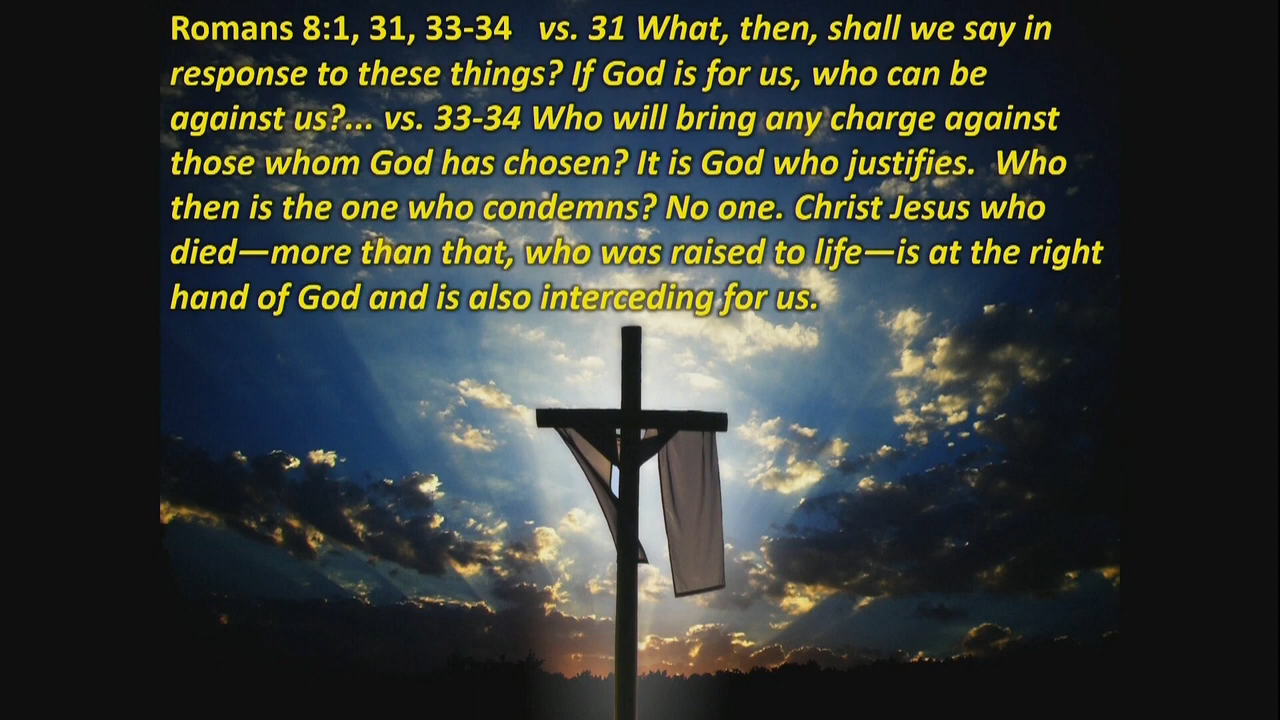 Romans 8:1, 31, 33-34   vs. 31 What, then, shall we say in
response to these things? If God is for us, who can be
against us?... vs. 33-34 Who will bring any charge against
those whom God has chosen? It is God who justifies.  Who
then is the one who condemns? No one. Christ Jesus who
died—more than that, who was raised to life—is at the right
hand of God and is also interceding for us.